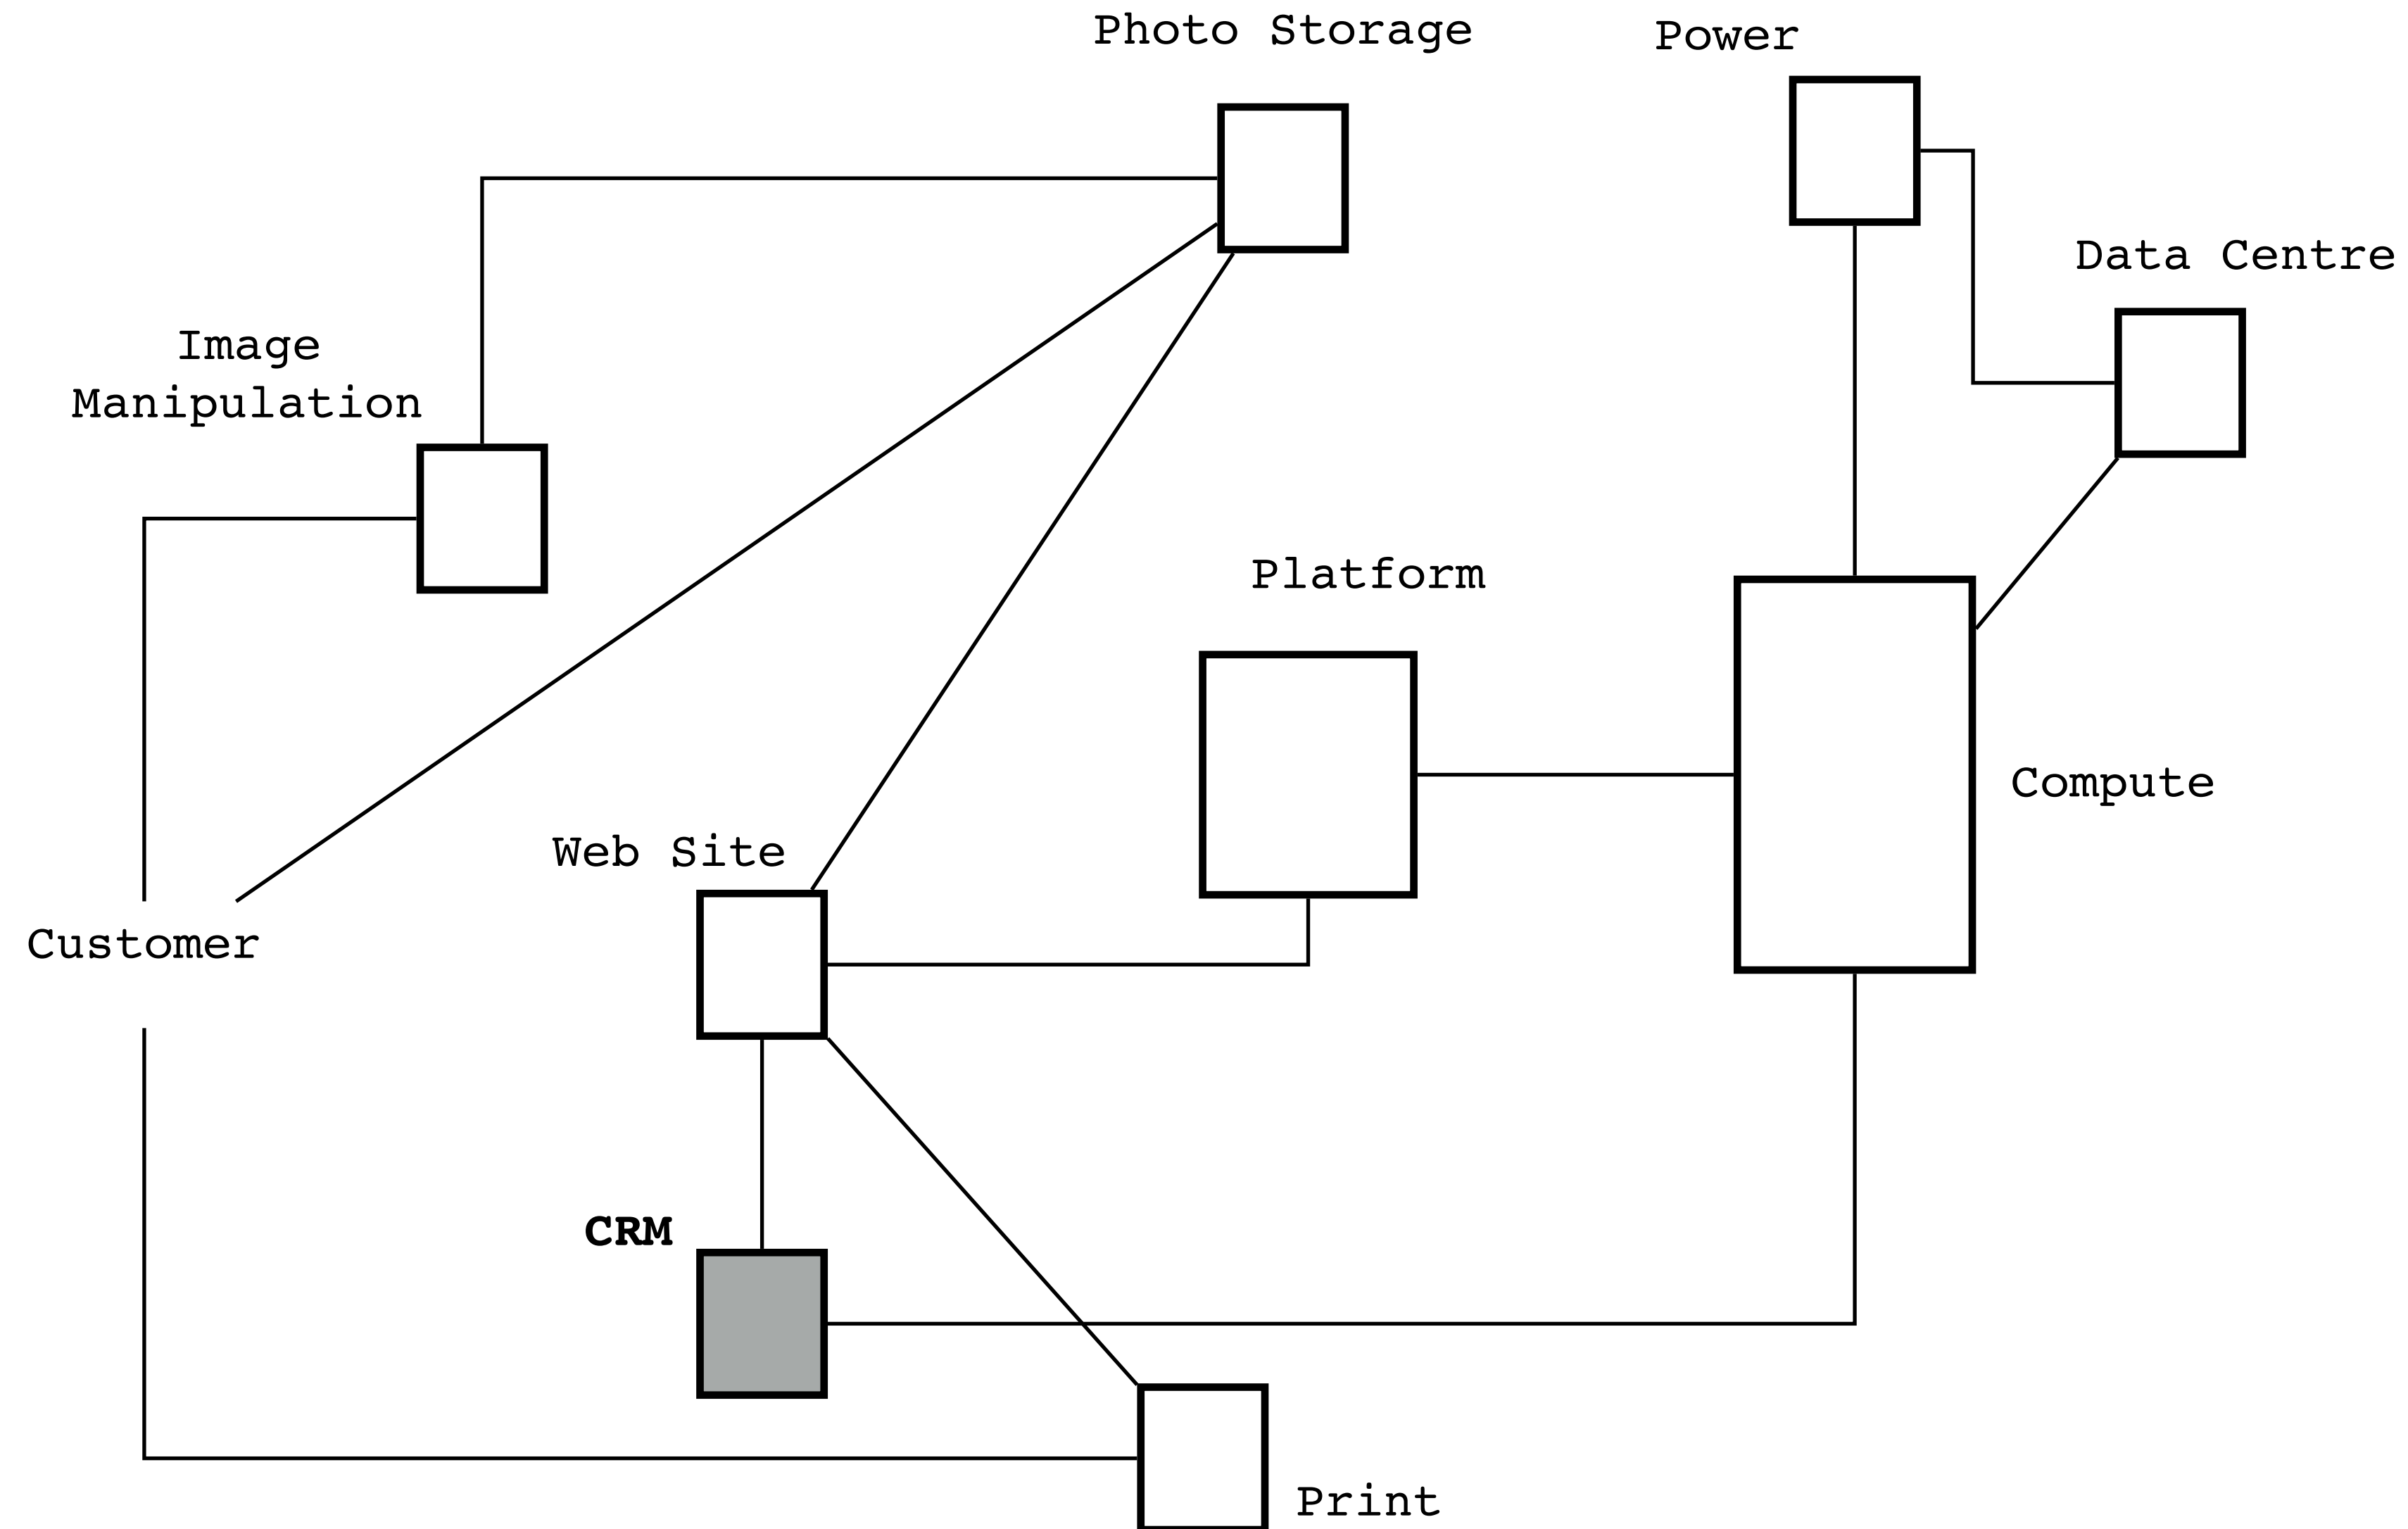 Photo Storage
Power
Data Centre
Image
Manipulation
Platform
Compute
Web Site
Customer
CRM
Print